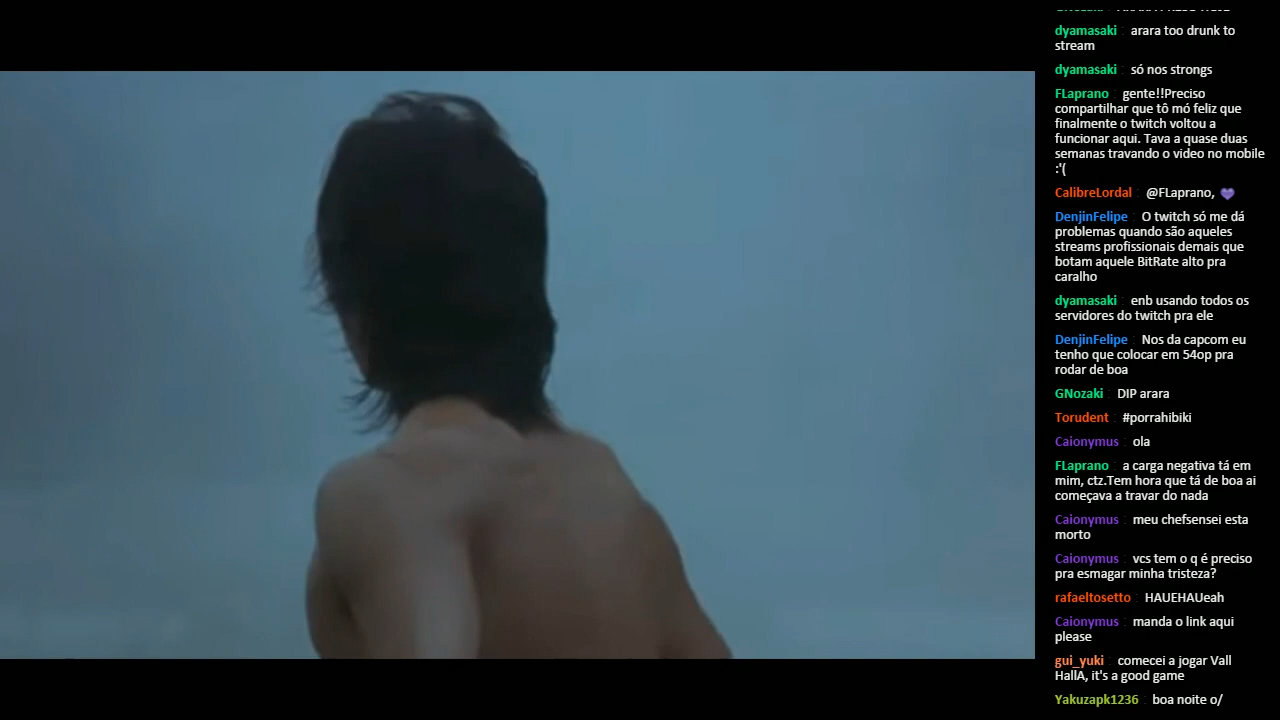 dyamasaki : arara too drunk to
stream
dyamasaki : só nos strongs
FLaprano : gente!!Preciso
compartilhar que tô mó feliz que
finalmente o twitch voltou a
funcionar aqui. Tava a quase duas
semanas travando o video no mobile
:'(
CalibreLordal : @FLaprano, 💜
DenjinFelipe : O twitch só me dá
problemas quando são aqueles
streams profissionais demais que
botam aquele BitRate alto pra
caralho
dyamasaki : enb usando todos os
servidores do twitch pra ele
DenjinFelipe : Nos da capcom eu
tenho que colocar em 54op pra
rodar de boa
GNozaki : DIP arara
Torudent : #porrahibiki
Caionymus : ola
FLaprano : a carga negativa tá em
mim, ctz.Tem hora que tá de boa ai
começava a travar do nada
Caionymus : meu chefsensei esta
morto
Caionymus : vcs tem o q é preciso
pra esmagar minha tristeza?
rafaeltosetto : HAUEHAUeah
Caionymus : manda o link aqui
please
gui_yuki : comecei a jogar Vall
HallA, it's a good game
Yakuzapk1236 : boa noite o/